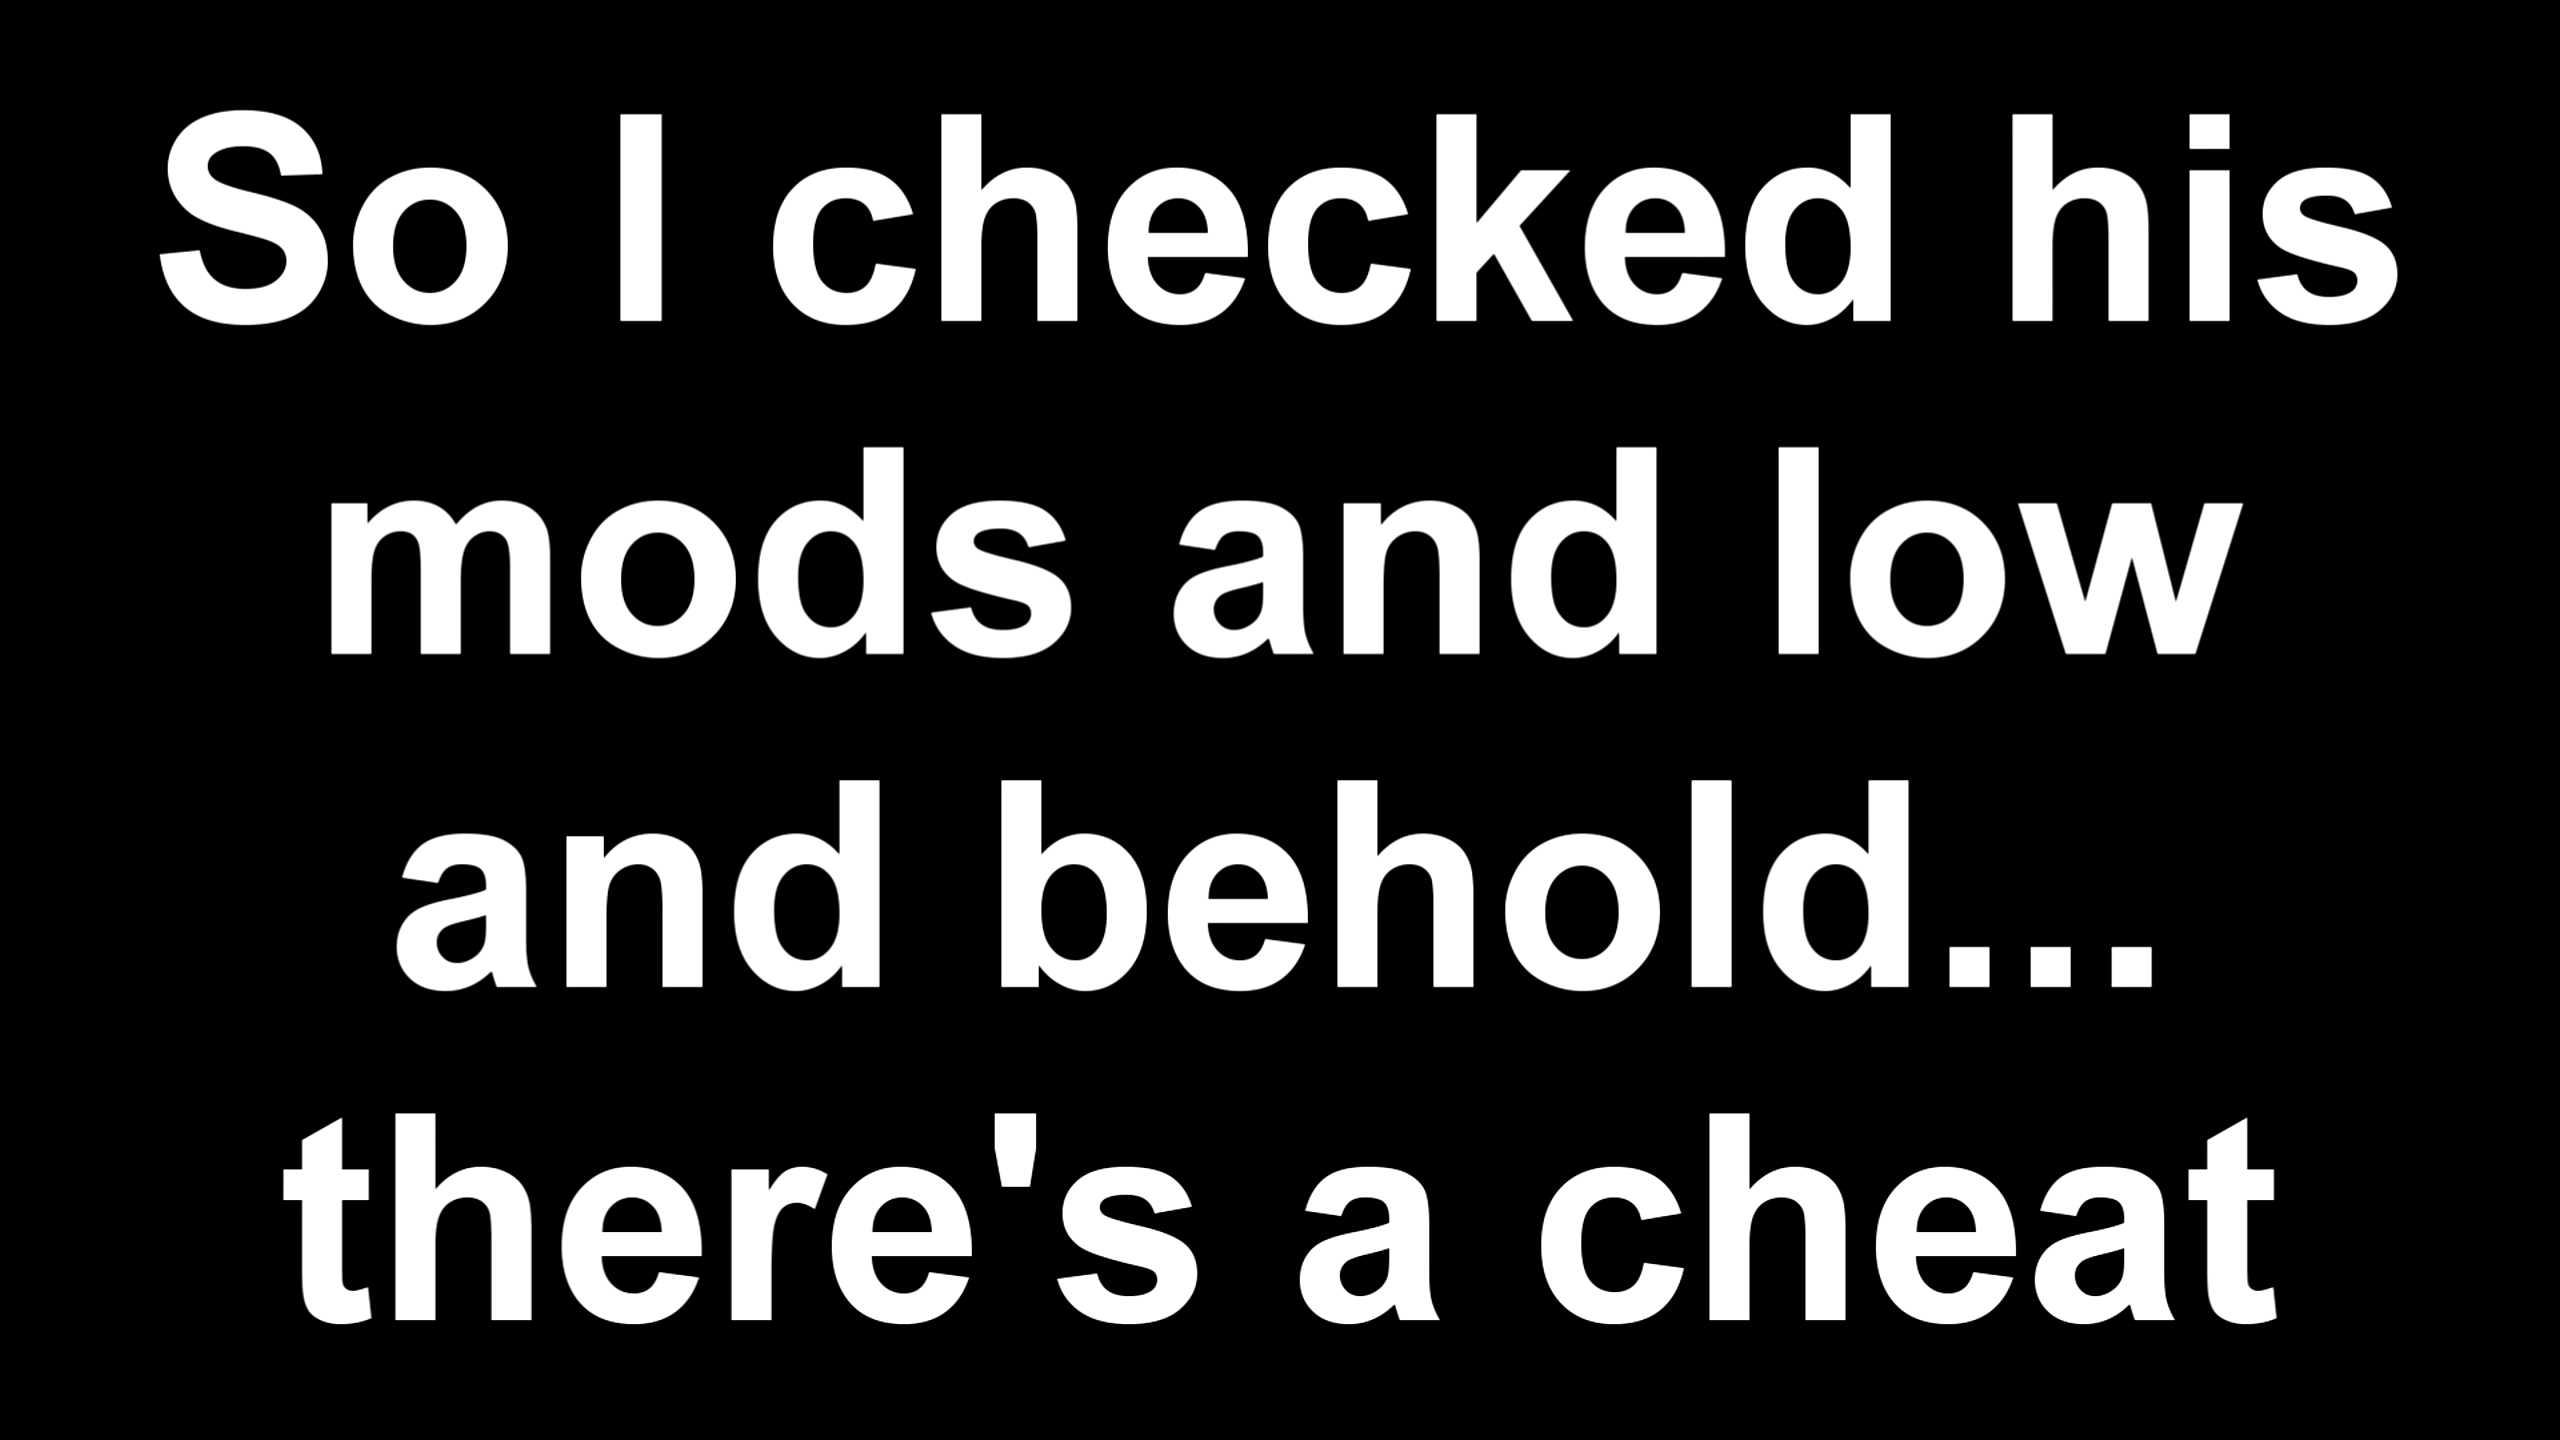 So I checked his
mods and low
and behold...
there's a cheat